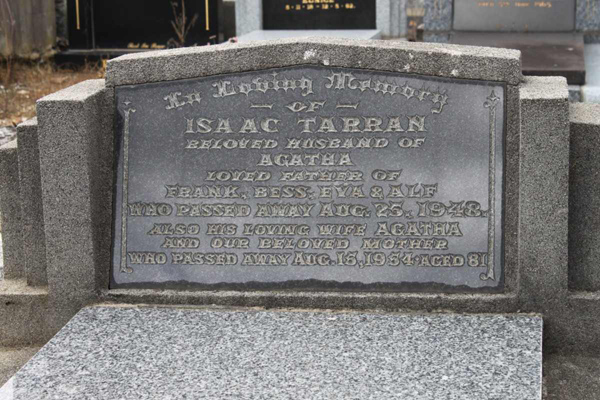 EUNICE
In Loving Memory
— OF —
ISAAC TARRAN
BELOVED HUSBAND OF
AGATHA
LOVED FATHER OF
FRANK, BESS, EVA & ALF
WHO PASSED AWAY AUG. 25, 1948.
ALSO HIS LOVING WIFE AGATHA
AND OUR BELOVED MOTHER
WHO PASSED AWAY AUG. 15, 1954: AGED 81